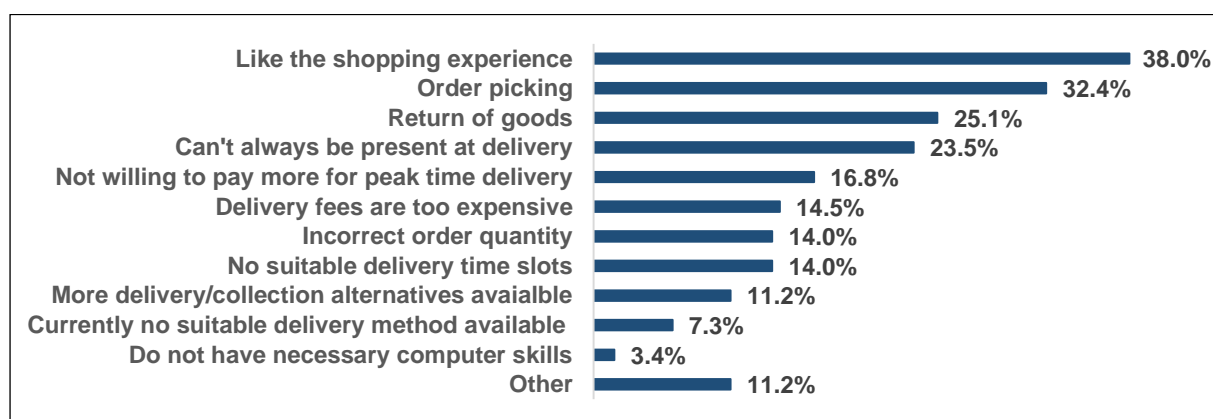 Like the shopping experience 38.0%
Order picking 32.4%
Return of goods 25.1%
Can't always be present at delivery 23.5%
Not willing to pay more for peak time delivery 16.8%
Delivery fees are too expensive 14.5%
Incorrect order quantity 14.0%
No suitable delivery time slots 14.0%
More delivery/collection alternatives avaialble 11.2%
Currently no suitable delivery method available 7.3%
Do not have necessary computer skills 3.4%
Other 11.2%